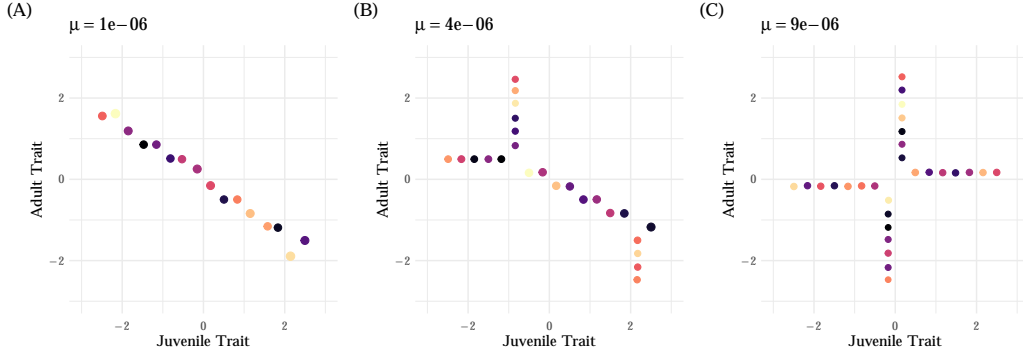 (A)
μ = 1e−06
Adult Trait
2
0
−2
−2
0
2
Juvenile Trait
(B)
μ = 4e−06
Adult Trait
2
0
−2
−2
0
2
Juvenile Trait
(C)
μ = 9e−06
Adult Trait
2
0
−2
−2
0
2
Juvenile Trait